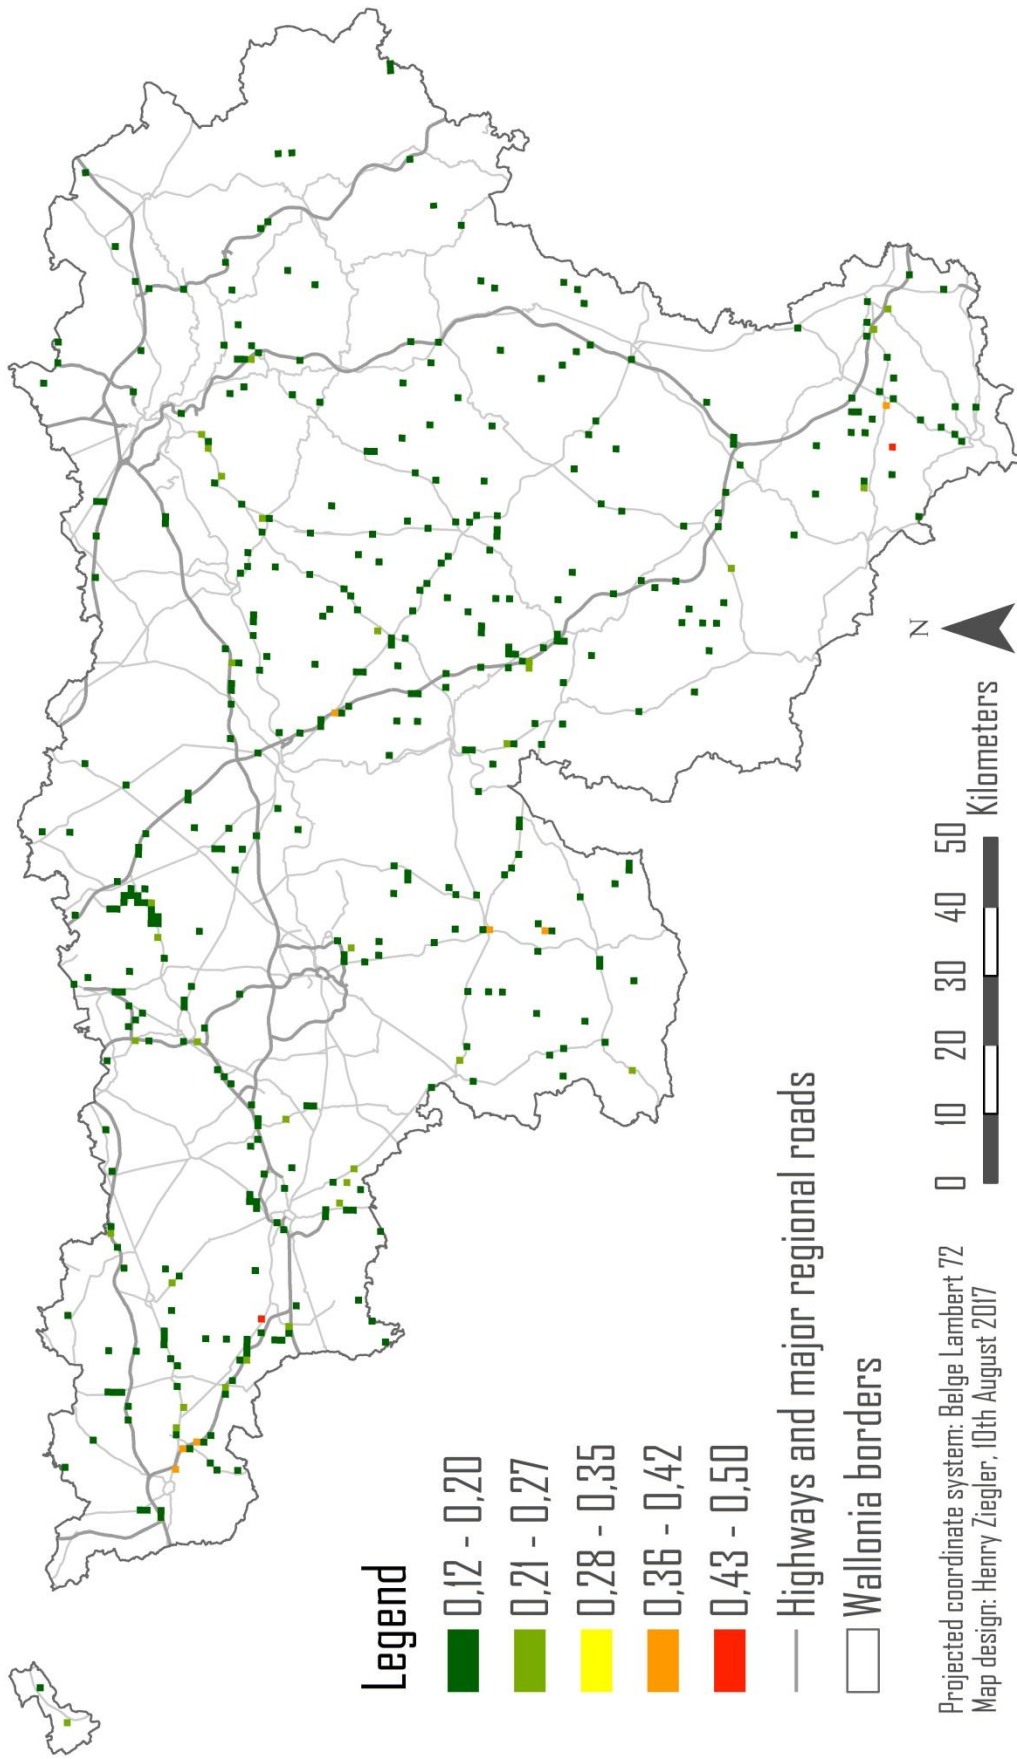 Legend
0,12 - 0,20
0,21 - 0,27
0,28 - 0,35
0,36 - 0,42
0,43 - 0,50
Highways and major regional roads
Wallonia borders
Projected coordinate system: Belge Lambert '72
Map design: Henry Ziegler, 10th August 2017
0 10 20 30 40 50
Kilometers
N